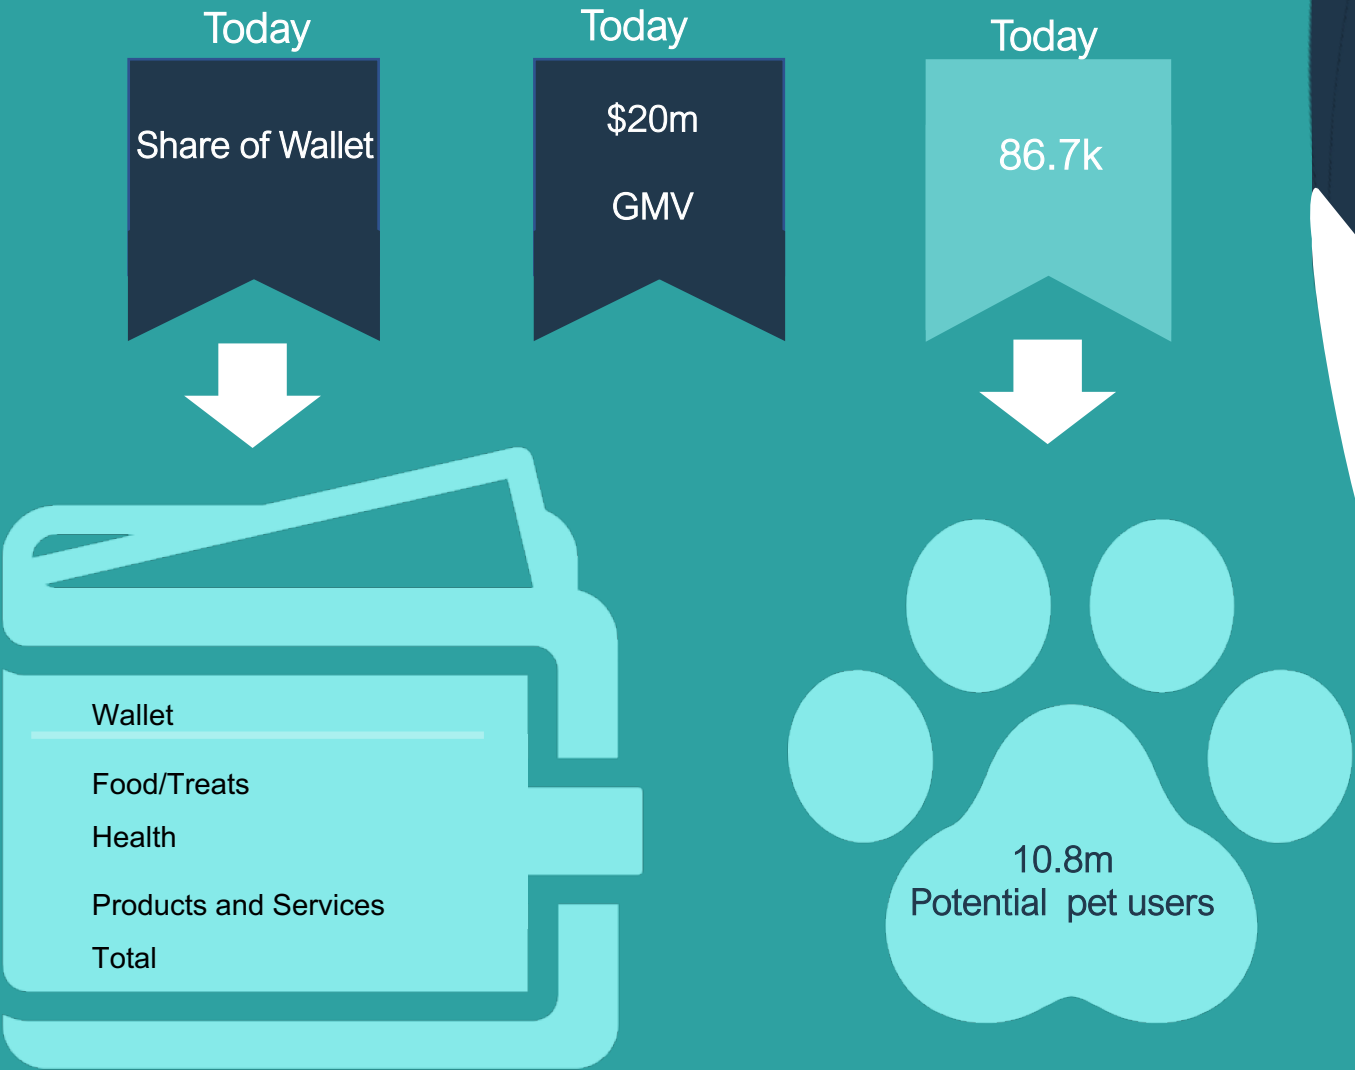 Today
Share of Wallet
Today
$20m
GMV
Today
86.7k
Wallet
Food/Treats
Health
Products and Services
Total
10.8m
Potential pet users